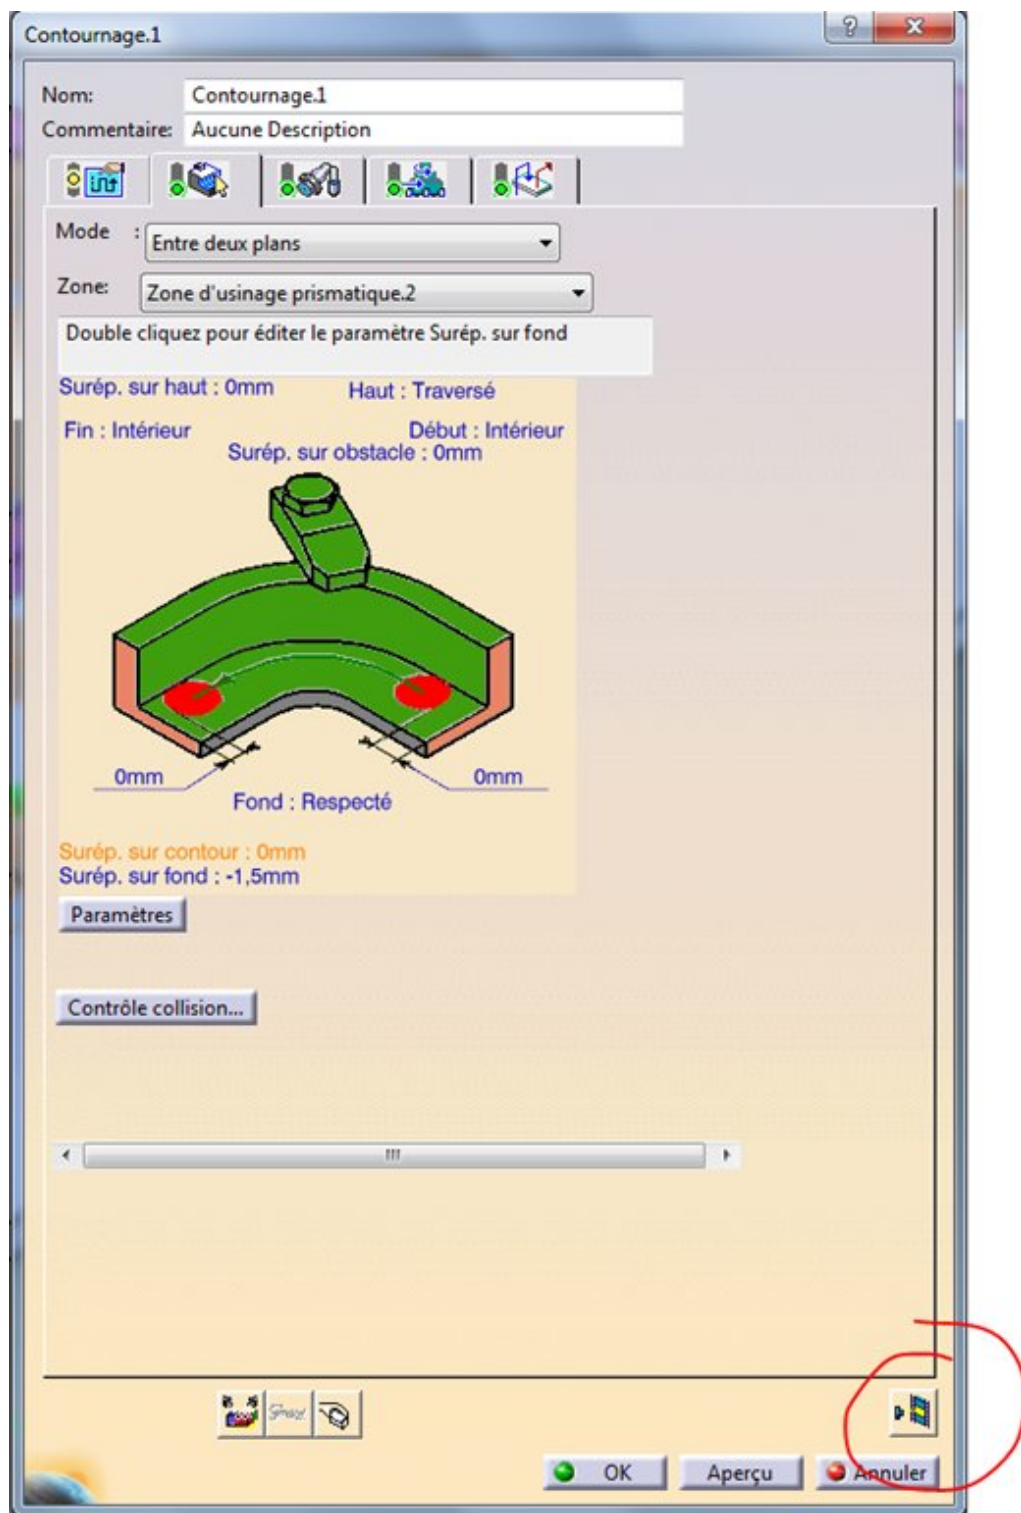 Contournage.1
Nom: Contournage.1
Commentaire: Aucune Description
Mode : Entre deux plans
Zone: Zone d'usinage prismatique.2
Double cliquez pour éditer le paramètre Surép. sur fond
Surép. sur haut : 0mm Haut : Traversé
Fin : Intérieur Début : Intérieur
Surép. sur obstacle : 0mm
0mm 0mm
Fond : Respecté
Surép. sur contour : 0mm
Surép. sur fond : -1,5mm
Paramètres
Contrôle collision...
OK Aperçu Annuler